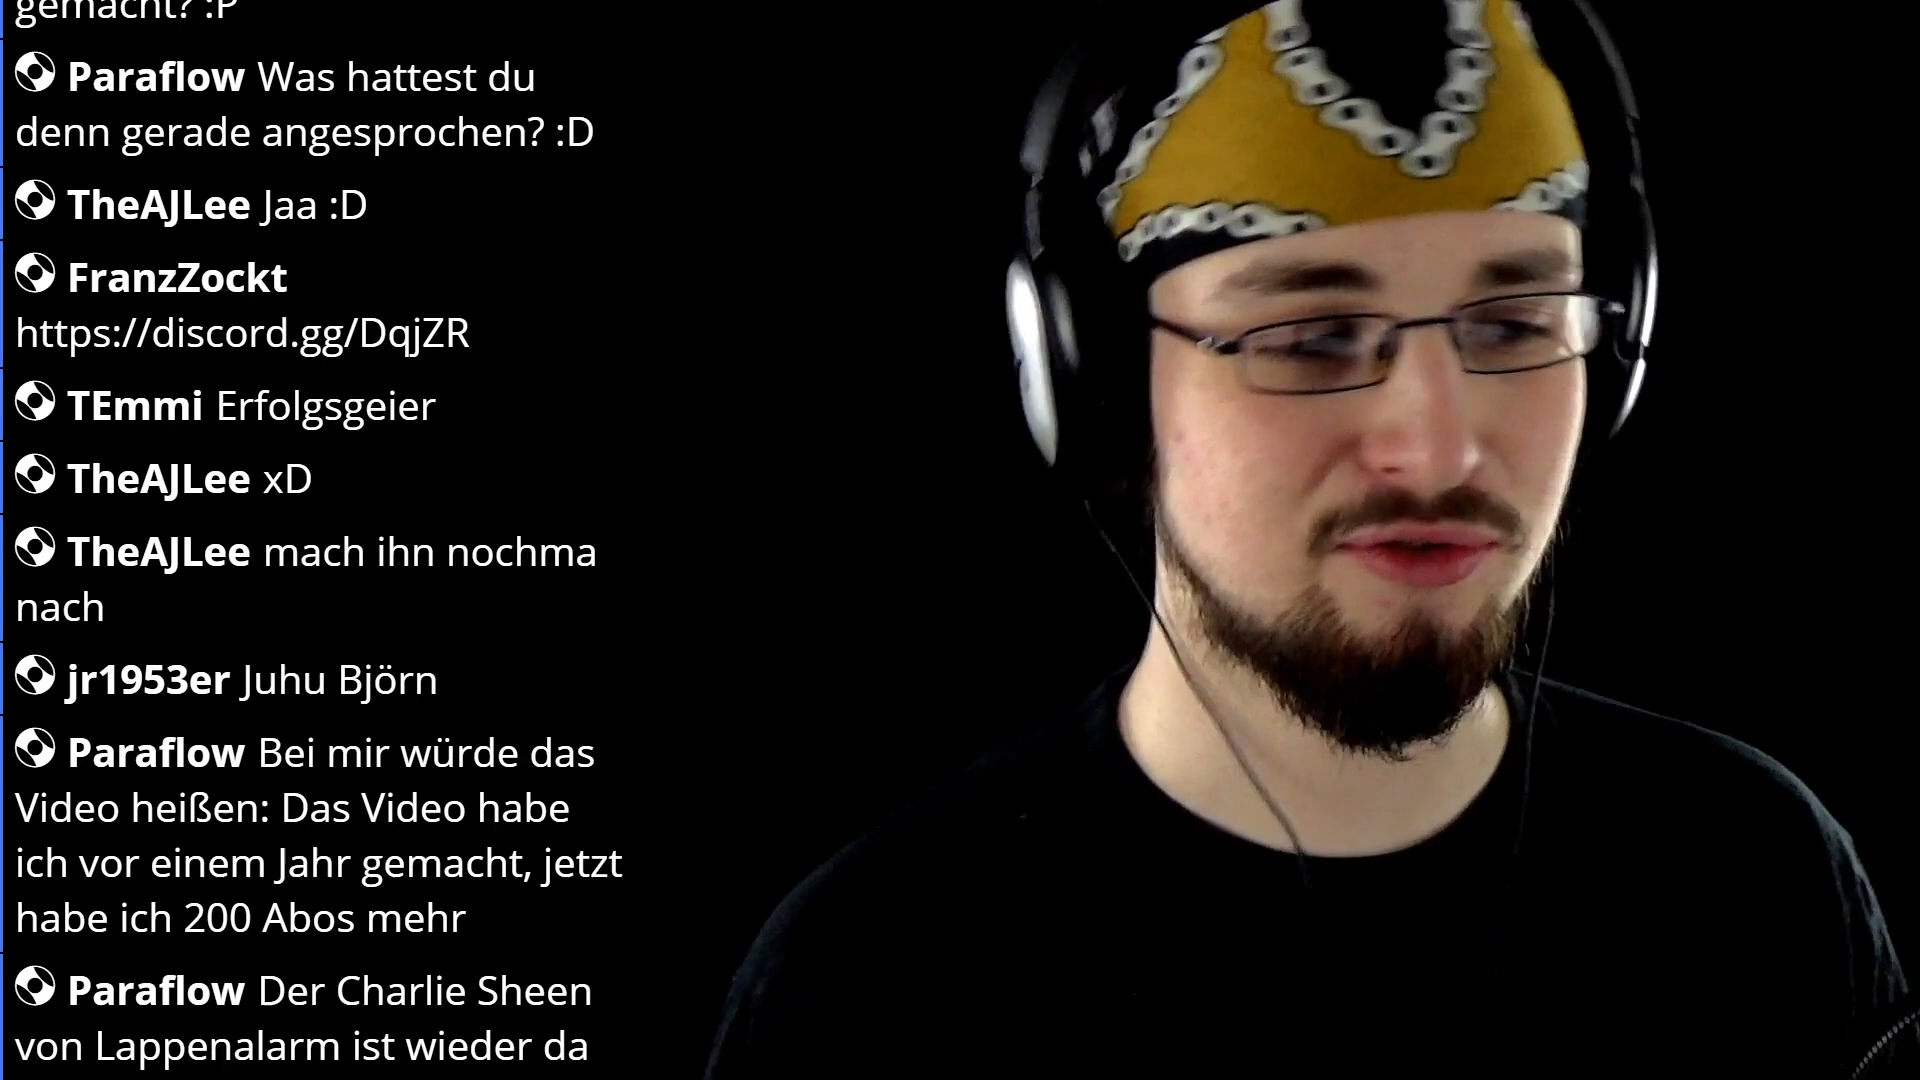 gemacht? :P
Paraflow Was hattest du
denn gerade angesprochen? :D
TheAJLee Jaa :D
FranzZockt
https://discord.gg/DqjZR
TEmmi Erfolgsgeier
TheAJLee xD
TheAJLee mach ihn nochma
nach
jr1953er Juhu Björn
Paraflow Bei mir würde das
Video heißen: Das Video habe
ich vor einem Jahr gemacht, jetzt
habe ich 200 Abos mehr
Paraflow Der Charlie Sheen
von Lappenalarm ist wieder da